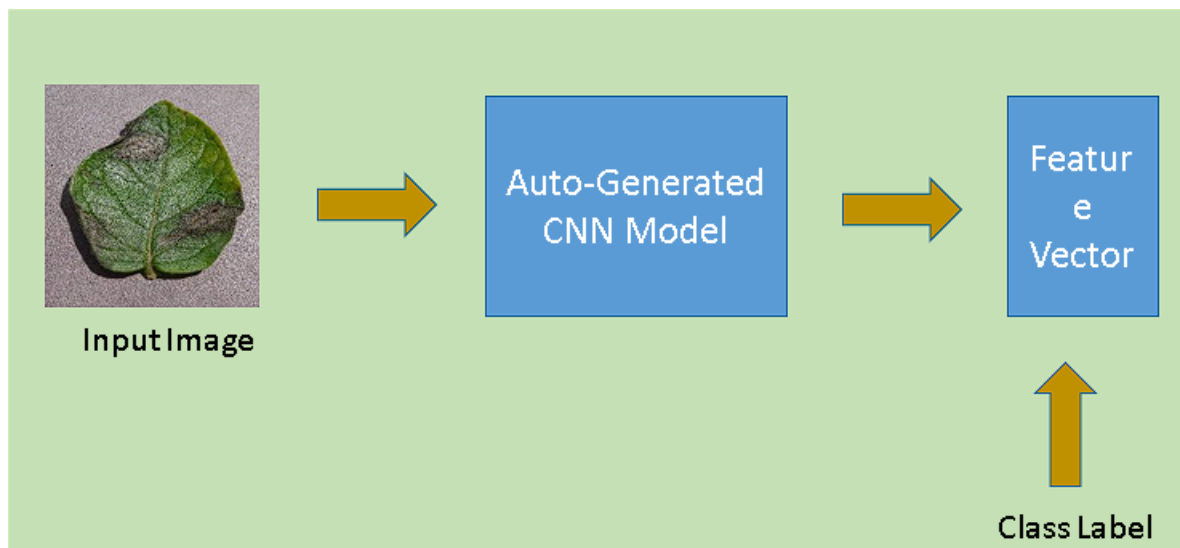 Auto-Generated
CNN Model
Featur
e
Vector
Input Image
Class Label